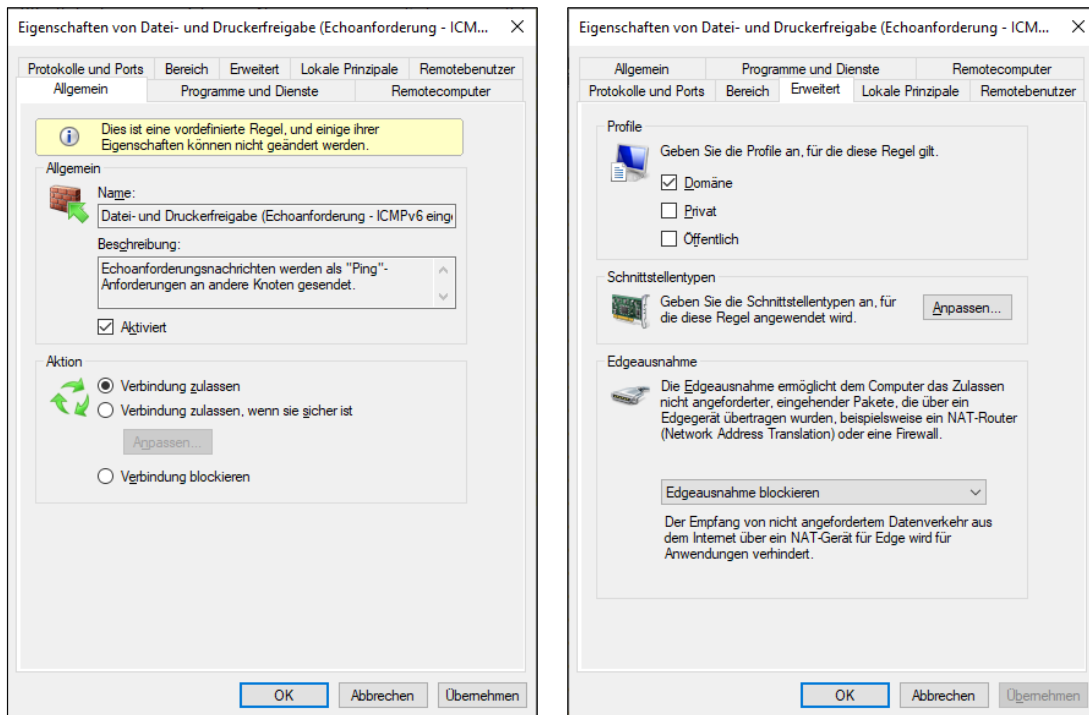 Eigenschaften von Datei- und Druckerfreigabe (Echoanforderung - ICM...
Protokolle und Ports Bereich Erweitert Lokale Prinzipale Remotebenutzer
Allgemein Programme und Dienste Remotecomputer
Dies ist eine vordefinierte Regel, und einige ihrer
Eigenschaften können nicht geändert werden.
Allgemein
Name:
Datei- und Druckerfreigabe (Echoanforderung - ICMPv6 eing
Beschreibung:
Echoanforderungsnachrichten werden als "Ping"-
Anforderungen an andere Knoten gesendet.
Aktiviert
Aktion
Verbindung zulassen
Verbindung zulassen, wenn sie sicher ist
Anpassen...
Verbindung blockieren
OK Abbrechen Übernehmen
Eigenschaften von Datei- und Druckerfreigabe (Echoanforderung - ICM...
Allgemein Programme und Dienste Remotecomputer
Protokolle und Ports Bereich Erweitert Lokale Prinzipale Remotebenutzer
Profile
Geben Sie die Profile an, für die diese Regel gilt.
Domäne
Privat
Öffentlich
Schnittstellentypen
Geben Sie die Schnittstellentypen an, für
die diese Regel angewendet wird.
Anpassen...
Edgeausnahme
Die Edgeausnahme ermöglicht dem Computer das Zulassen
nicht angeforderter, eingehender Pakete, die über ein
Edgegerät übertragen wurden, beispielsweise ein NAT-Router
(Network Address Translation) oder eine Firewall.
Edgeausnahme blockieren
Der Empfang von nicht angefordertem Datenverkehr aus
dem Internet über ein NAT-Gerät für Edge wird für
Anwendungen verhindert.
OK Abbrechen Übernehmen